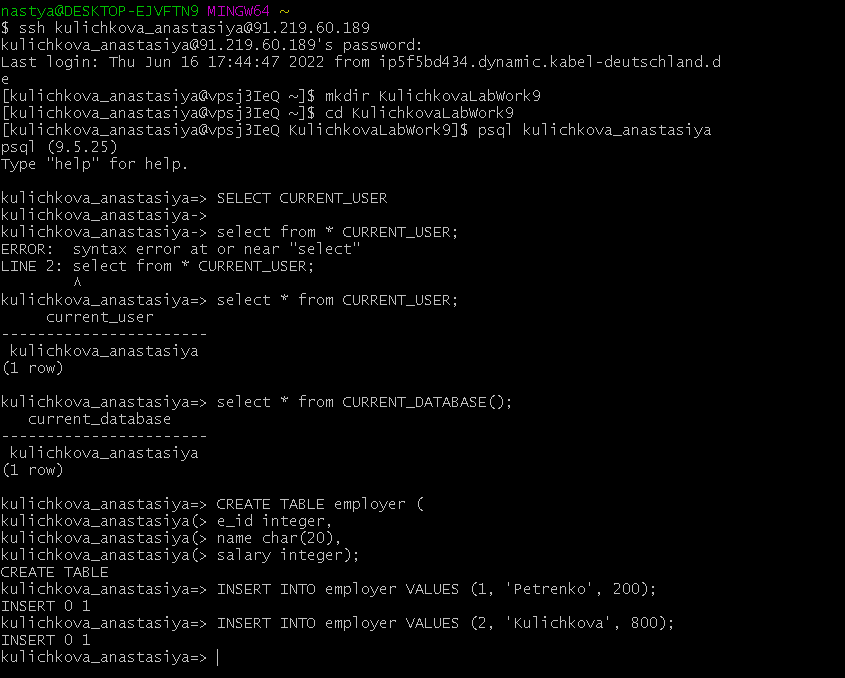 nastya@DESKTOP-EJVFTN9 MINGW64 ~
$ ssh kulichkova_anastasiya@91.219.60.189
kulichkova_anastasiya@91.219.60.189's password:
Last login: Thu Jun 16 17:44:47 2022 from ip5f5bd434.dynamic.kabel-deutschland.d
e
[kulichkova_anastasiya@vpsj3IeQ ~]$ mkdir KulichkovaLabWork9
[kulichkova_anastasiya@vpsj3IeQ ~]$ cd KulichkovaLabWork9
[kulichkova_anastasiya@vpsj3IeQ KulichkovaLabWork9]$ psql kulichkova_anastasiya
psql (9.5.25)
Type "help" for help.

kulichkova_anastasiya=> SELECT CURRENT_USER
kulichkova_anastasiya->
kulichkova_anastasiya-> select from * CURRENT_USER;
ERROR:  syntax error at or near "select"
LINE 2: select from * CURRENT_USER;
        ^
kulichkova_anastasiya=> select * from CURRENT_USER;
     current_user
-----------------------
 kulichkova_anastasiya
(1 row)

kulichkova_anastasiya=> select * from CURRENT_DATABASE();
   current_database
-----------------------
 kulichkova_anastasiya
(1 row)

kulichkova_anastasiya=> CREATE TABLE employer (
kulichkova_anastasiya(> e_id integer,
kulichkova_anastasiya(> name char(20),
kulichkova_anastasiya(> salary integer);
CREATE TABLE
kulichkova_anastasiya=> INSERT INTO employer VALUES (1, 'Petrenko', 200);
INSERT 0 1
kulichkova_anastasiya=> INSERT INTO employer VALUES (2, 'Kulichkova', 800);
INSERT 0 1
kulichkova_anastasiya=>